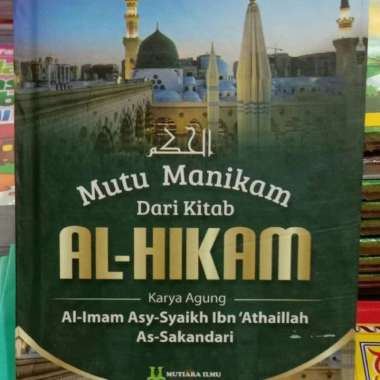 الحكم
Mutu Manikam
Dari Kitab
AL-HIKAM
Karya Agung
Al-Imam Asy-Syaikh Ibn 'Athaillah
As-Sakandari
MUTIARA ILMU